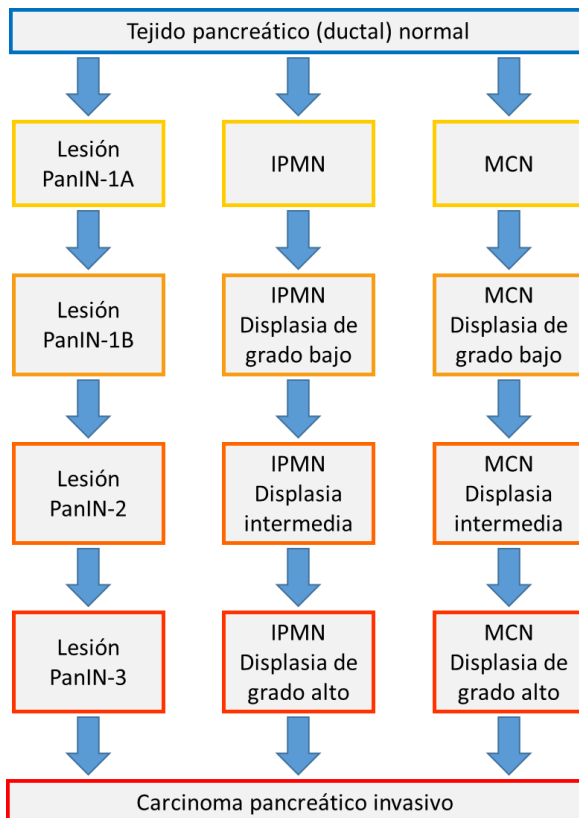 Tejido pancreático (ductal) normal
Lesión
PanIN-1A
IPMN
MCN
Lesión
PanIN-1B
IPMN
Displasia de
grado bajo
MCN
Displasia de
grado bajo
Lesión
PanIN-2
IPMN
Displasia
intermedia
MCN
Displasia
intermedia
Lesión
PanIN-3
IPMN
Displasia de
grado alto
MCN
Displasia de
grado alto
Carcinoma pancreático invasivo